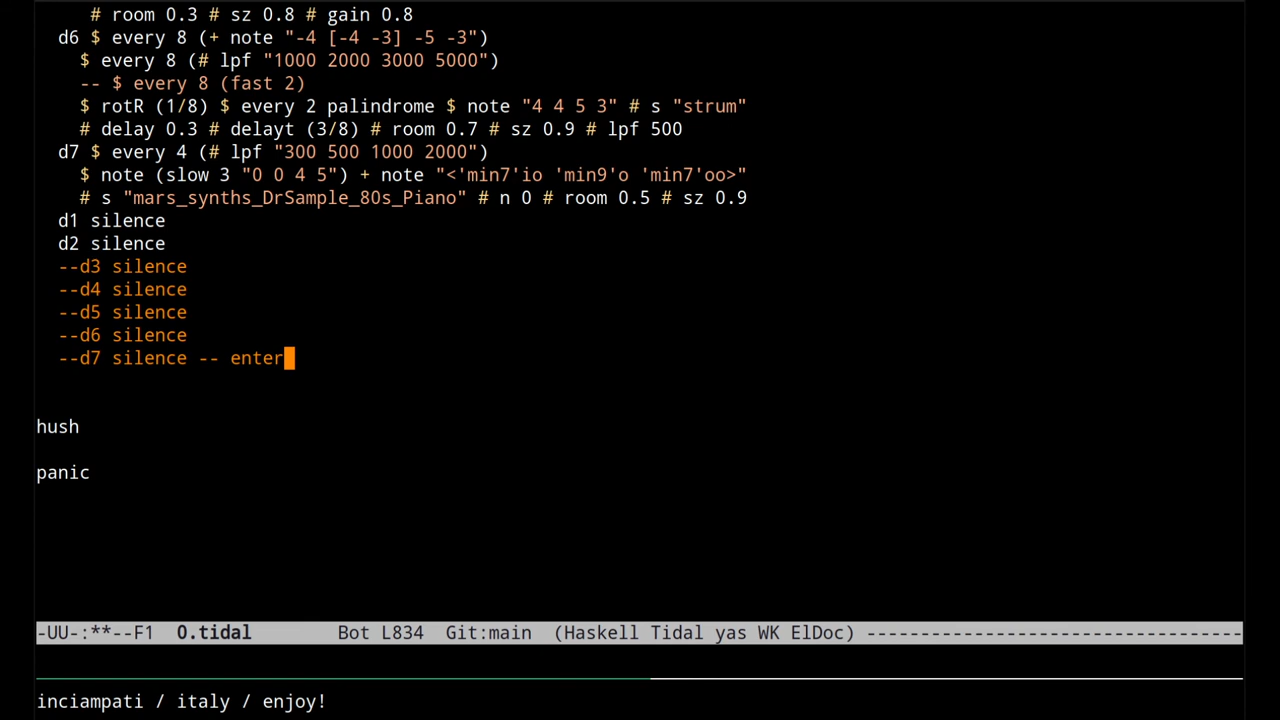 # room 0.3 # sz 0.8 # gain 0.8
d6 $ every 8 (+ note "-4 [-4 -3] -5 -3")
$ every 8 (# lpf "1000 2000 3000 5000")
-- $ every 8 (fast 2)
$ rotR (1/8) $ every 2 palindrome $ note "4 4 5 3" # s "strum"
# delay 0.3 # delayt (3/8) # room 0.7 # sz 0.9 # lpf 500
d7 $ every 4 (# lpf "300 500 1000 2000")
$ note (slow 3 "0 0 4 5") + note "<'min7'io 'min9'o 'min7'oo>"
# s "mars_synths_DrSample_80s_Piano" # n 0 # room 0.5 # sz 0.9
d1 silence
d2 silence
--d3 silence
--d4 silence
--d5 silence
--d6 silence
--d7 silence -- enter
hush
panic
-UU-:**--F1  0.tidal        Bot L834  Git:main  (Haskell Tidal yas WK ElDoc) -----------------------------------
inciampati / italy / enjoy!